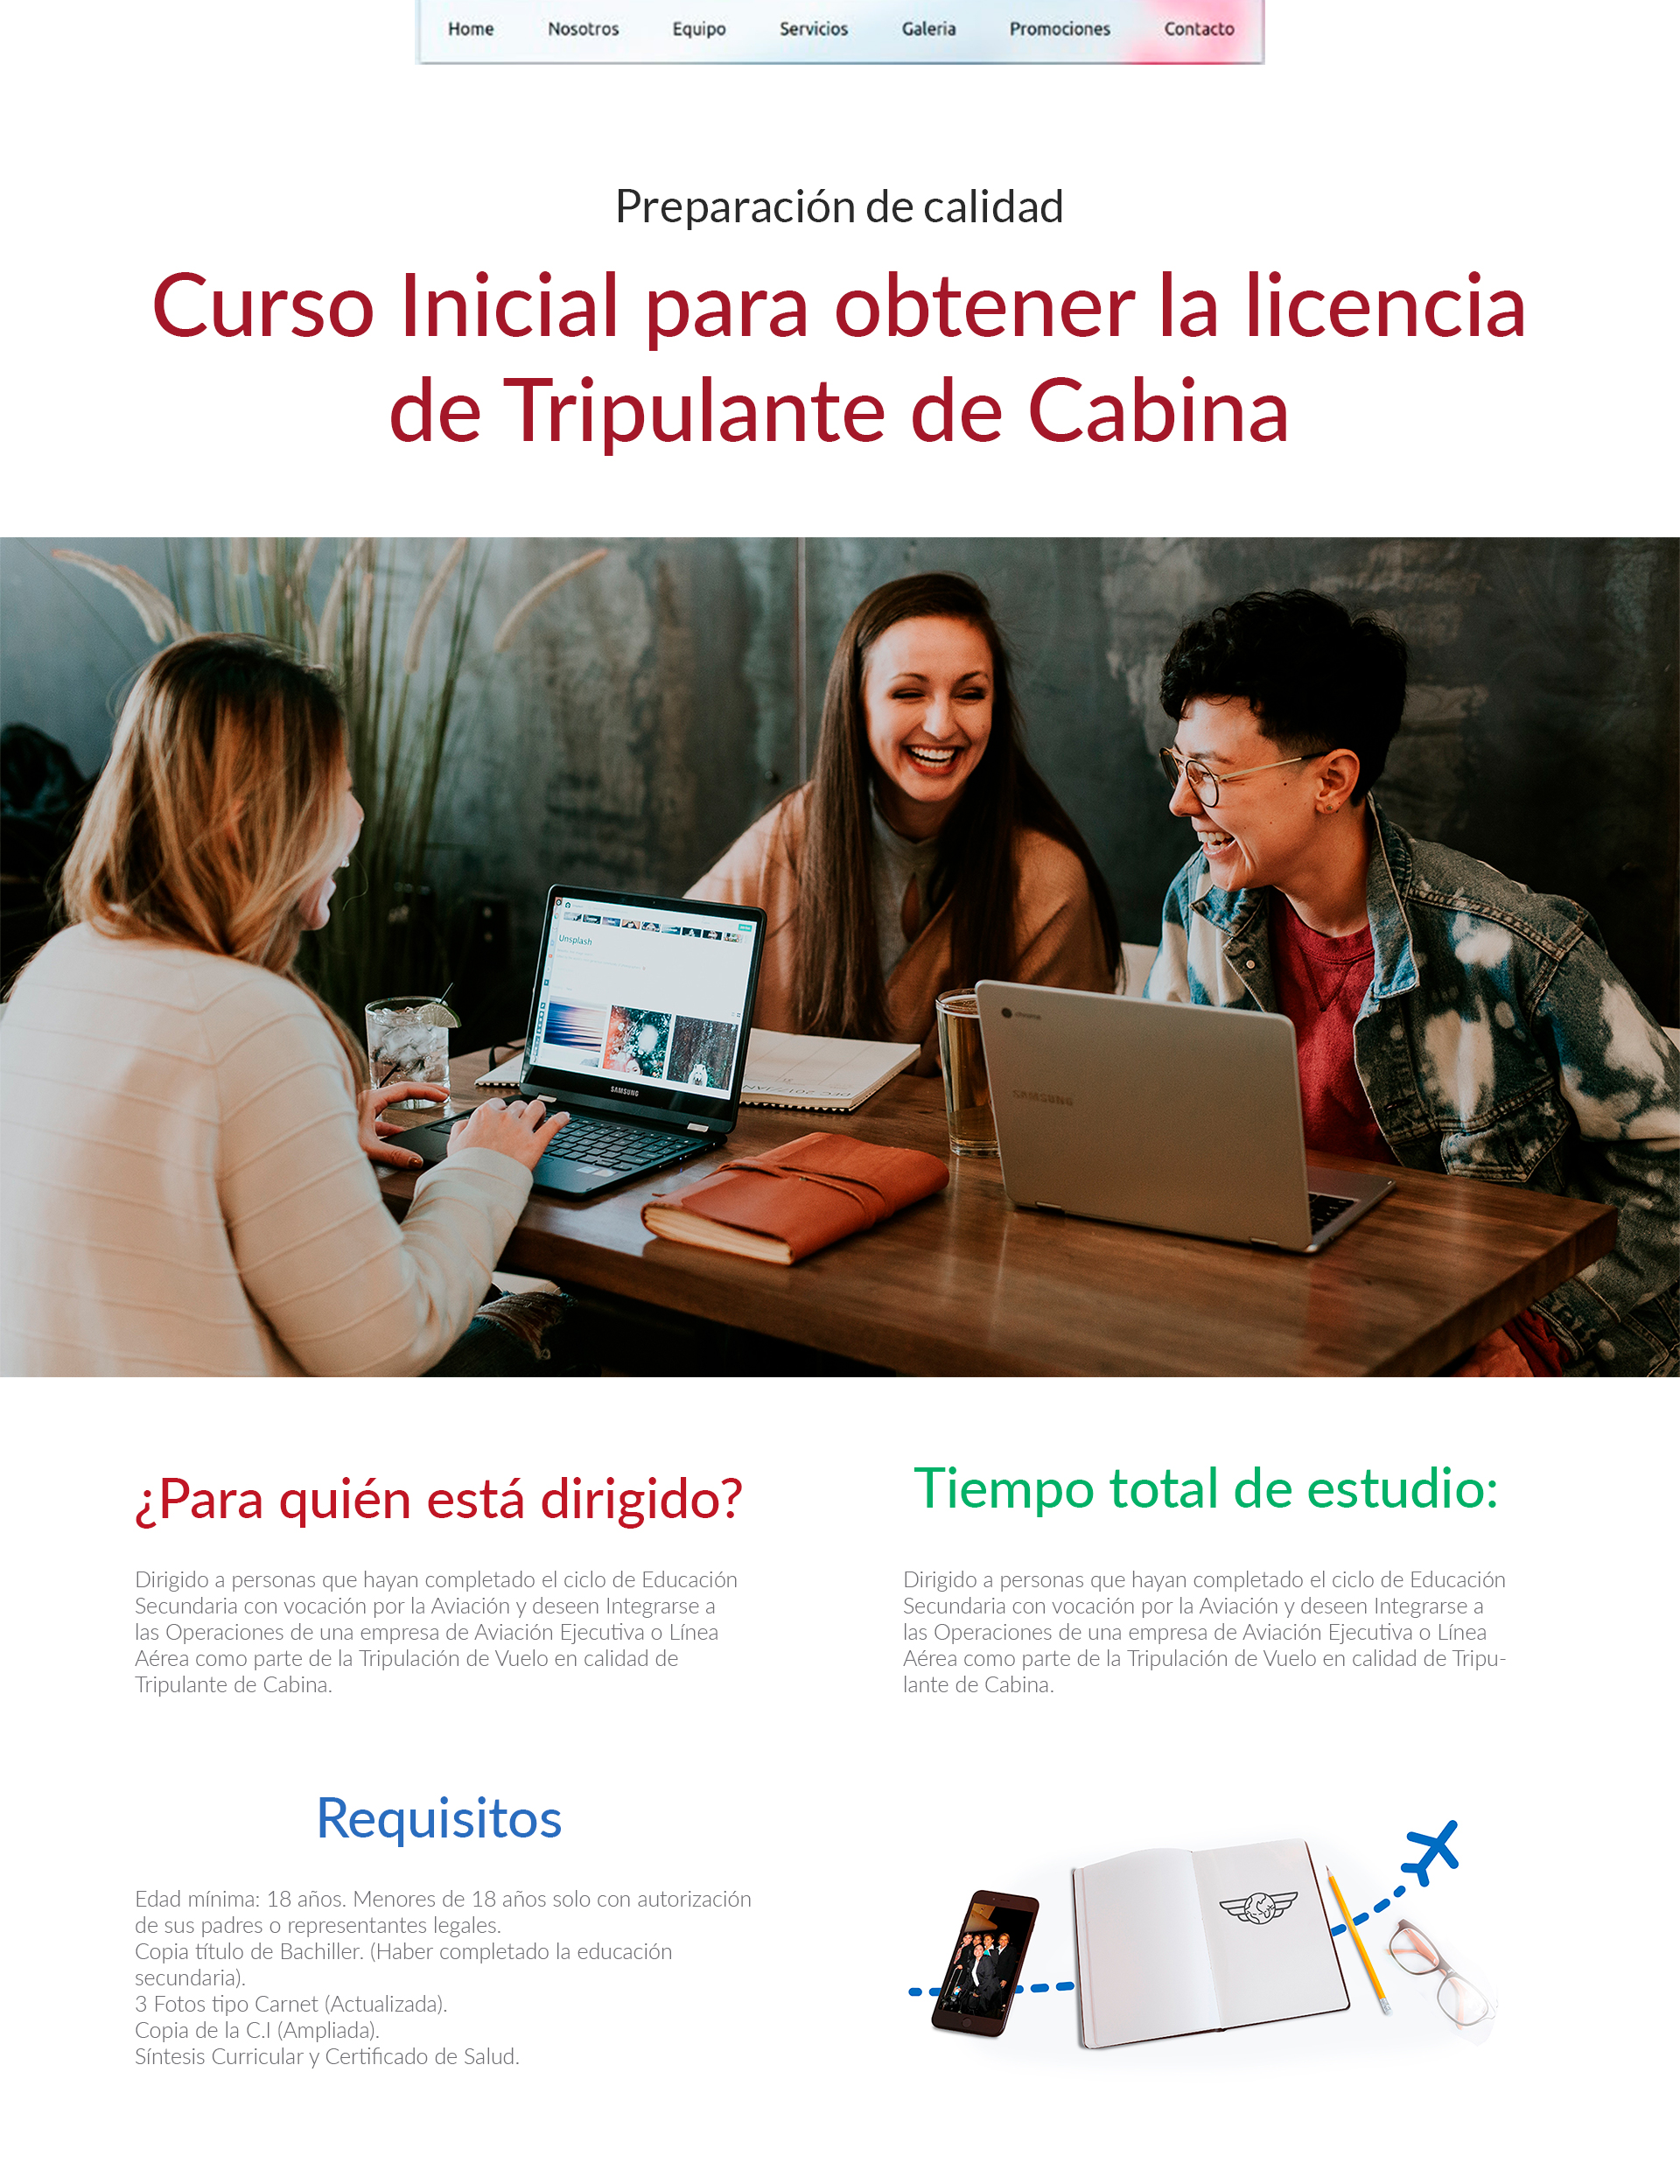 Home Nosotros Equipo Servicios Galeria Promociones Contacto
Preparación de calidad
Curso Inicial para obtener la licencia
de Tripulante de Cabina
Unsplash
SAMSUNG
chrome
SAMSUNG
DEC 2017/JAN
¿Para quién está dirigido?
Dirigido a personas que hayan completado el ciclo de Educación
Secundaria con vocación por la Aviación y deseen Integrarse a
las Operaciones de una empresa de Aviación Ejecutiva o Línea
Aérea como parte de la Tripulación de Vuelo en calidad de
Tripulante de Cabina.
Tiempo total de estudio:
Dirigido a personas que hayan completado el ciclo de Educación
Secundaria con vocación por la Aviación y deseen Integrarse a
las Operaciones de una empresa de Aviación Ejecutiva o Línea
Aérea como parte de la Tripulación de Vuelo en calidad de Tripu-
lante de Cabina.
Requisitos
Edad mínima: 18 años. Menores de 18 años solo con autorización
de sus padres o representantes legales.
Copia título de Bachiller. (Haber completado la educación
secundaria).
3 Fotos tipo Carnet (Actualizada).
Copia de la C.I (Ampliada).
Síntesis Curricular y Certificado de Salud.